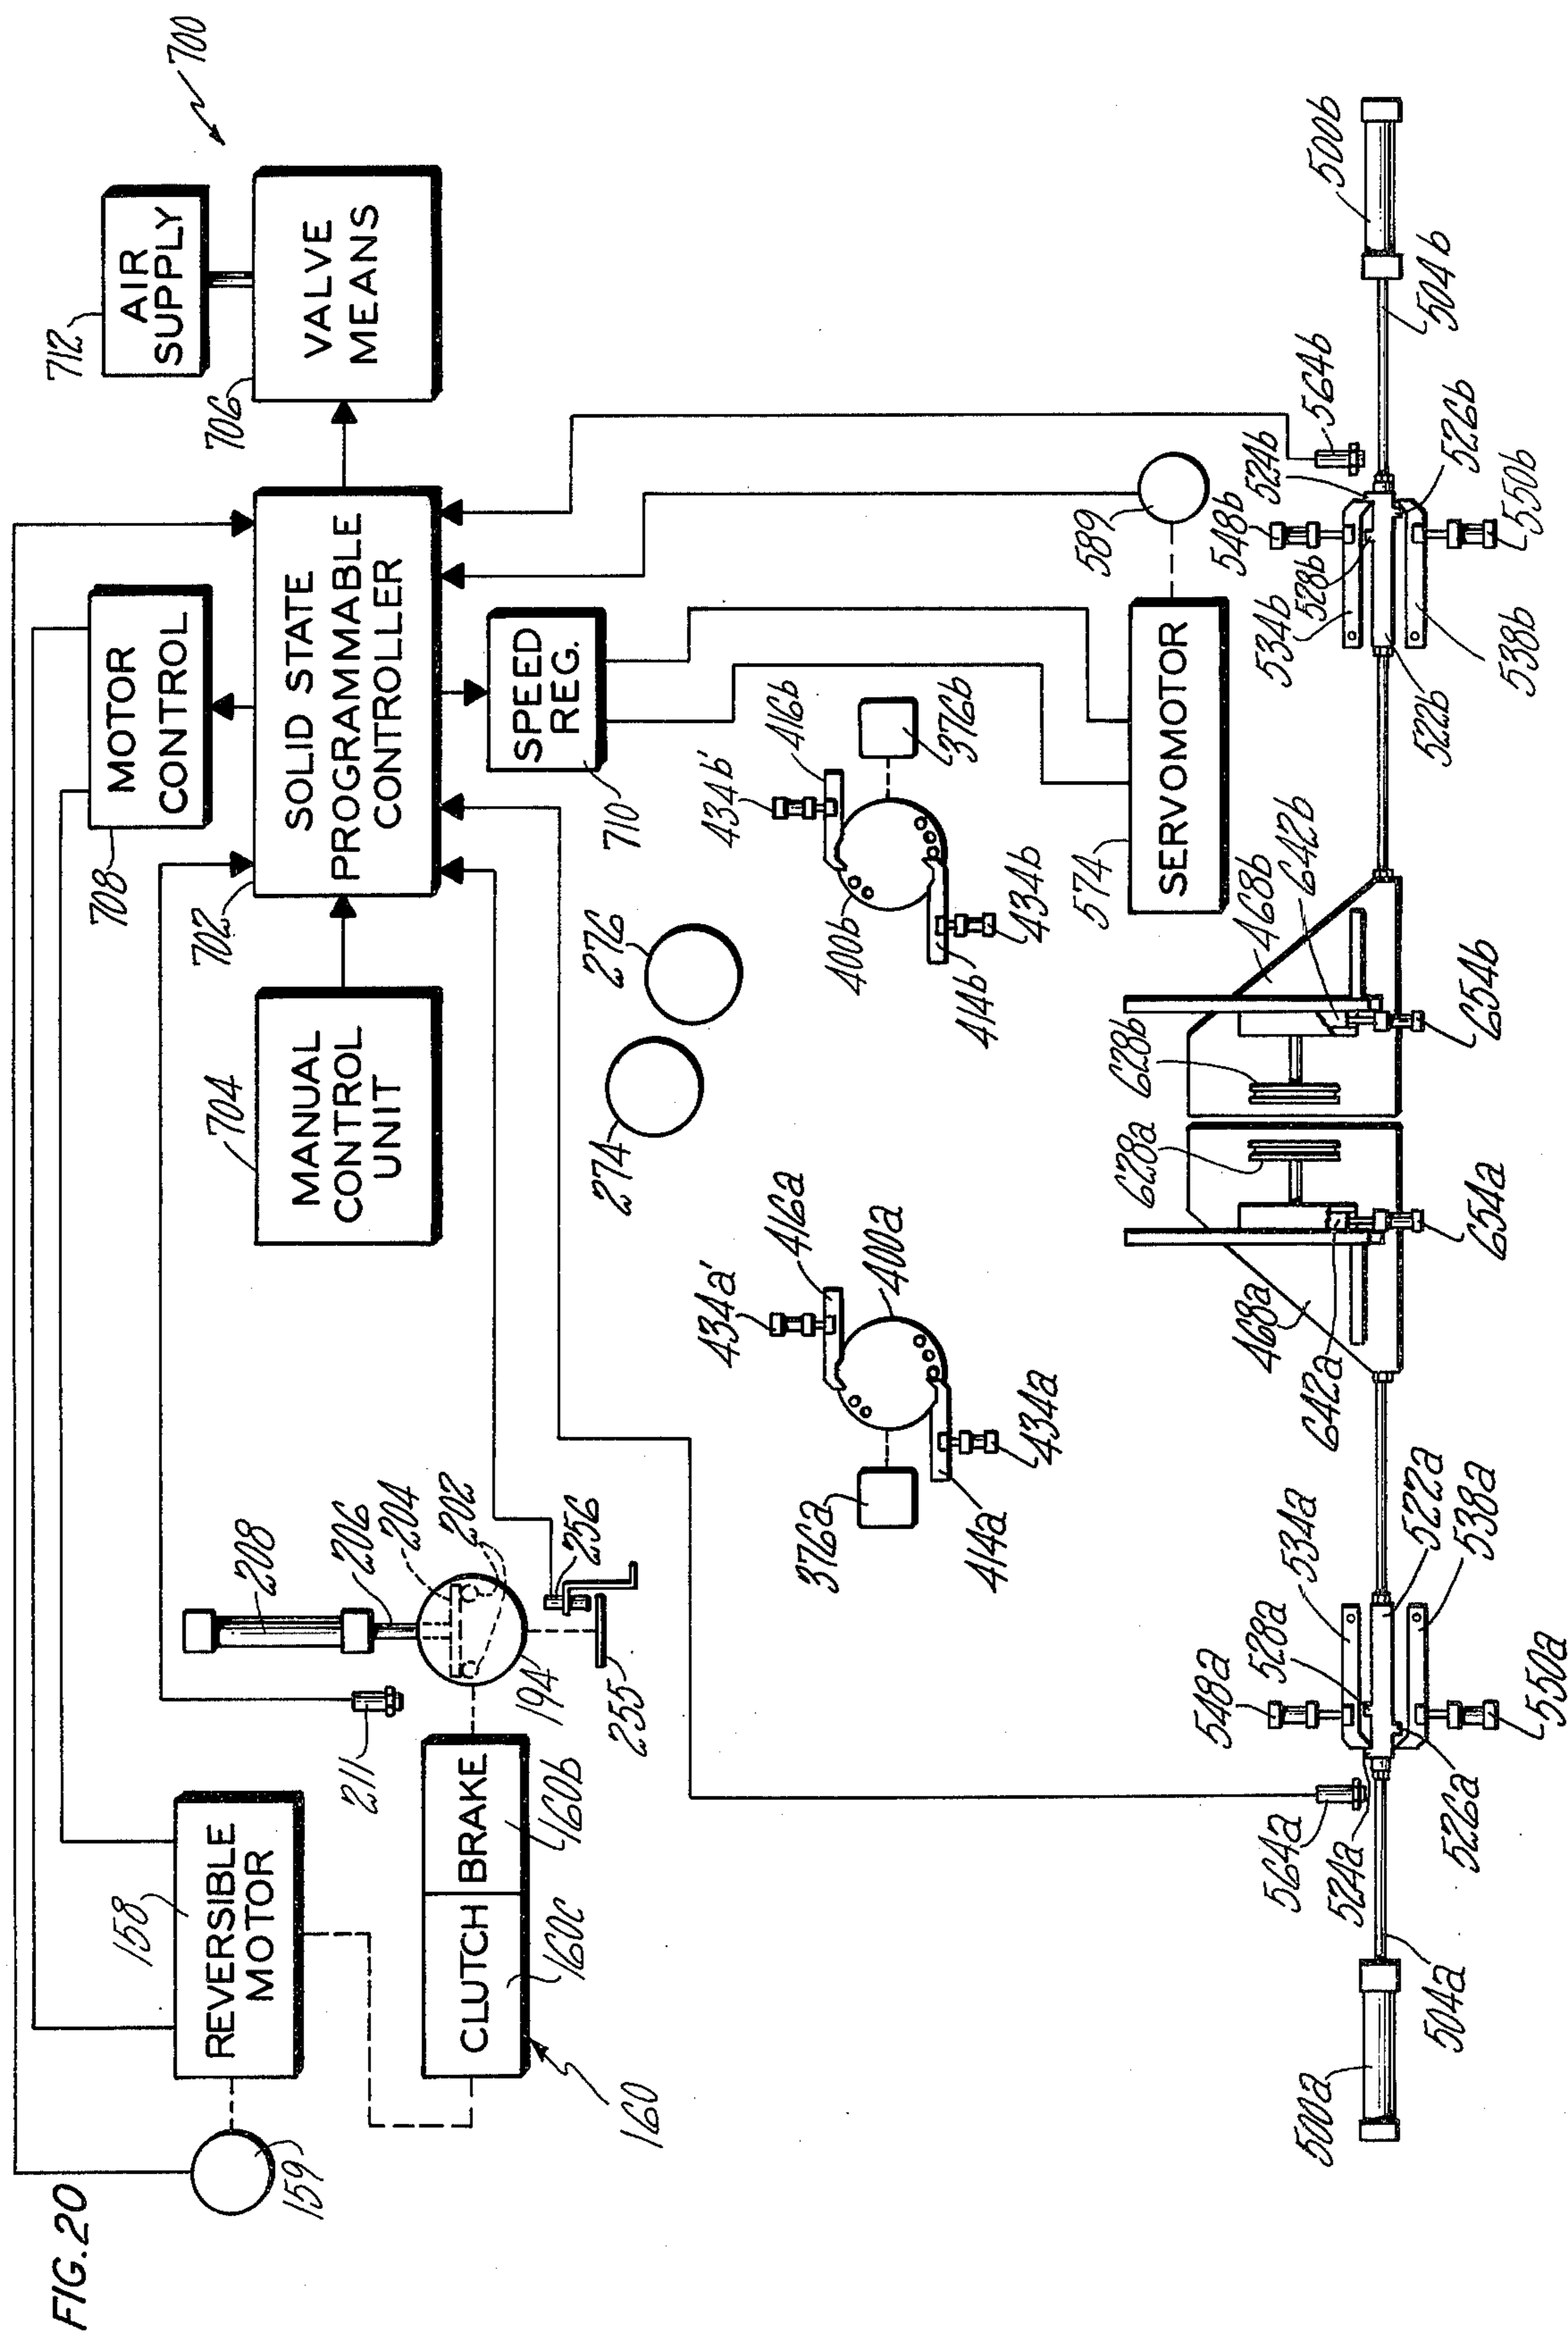 FIG. 20
700
712
AIR
SUPPLY
706
VALVE
MEANS
708
MOTOR
CONTROL
702
SOLID STATE
PROGRAMMABLE
CONTROLLER
710
SPEED
REG.
704
MANUAL
CONTROL
UNIT
158
REVERSIBLE
MOTOR
159
CLUTCH
BRAKE
160c
160b
160
211
208
206
204
202
194
255
256
274
276
434a'
416a
400a
376a
414a
434a
434b'
416b
376b
400b
414b
434b
574
SERVOMOTOR
589
500a
504a
564a
524a
526a
548a
528a
534a
522a
538a
550a
468a
642a
628a
654a
628b
468b
642b
654b
534b
528b
548b
524b
564b
522b
538b
526b
550b
504b
500b